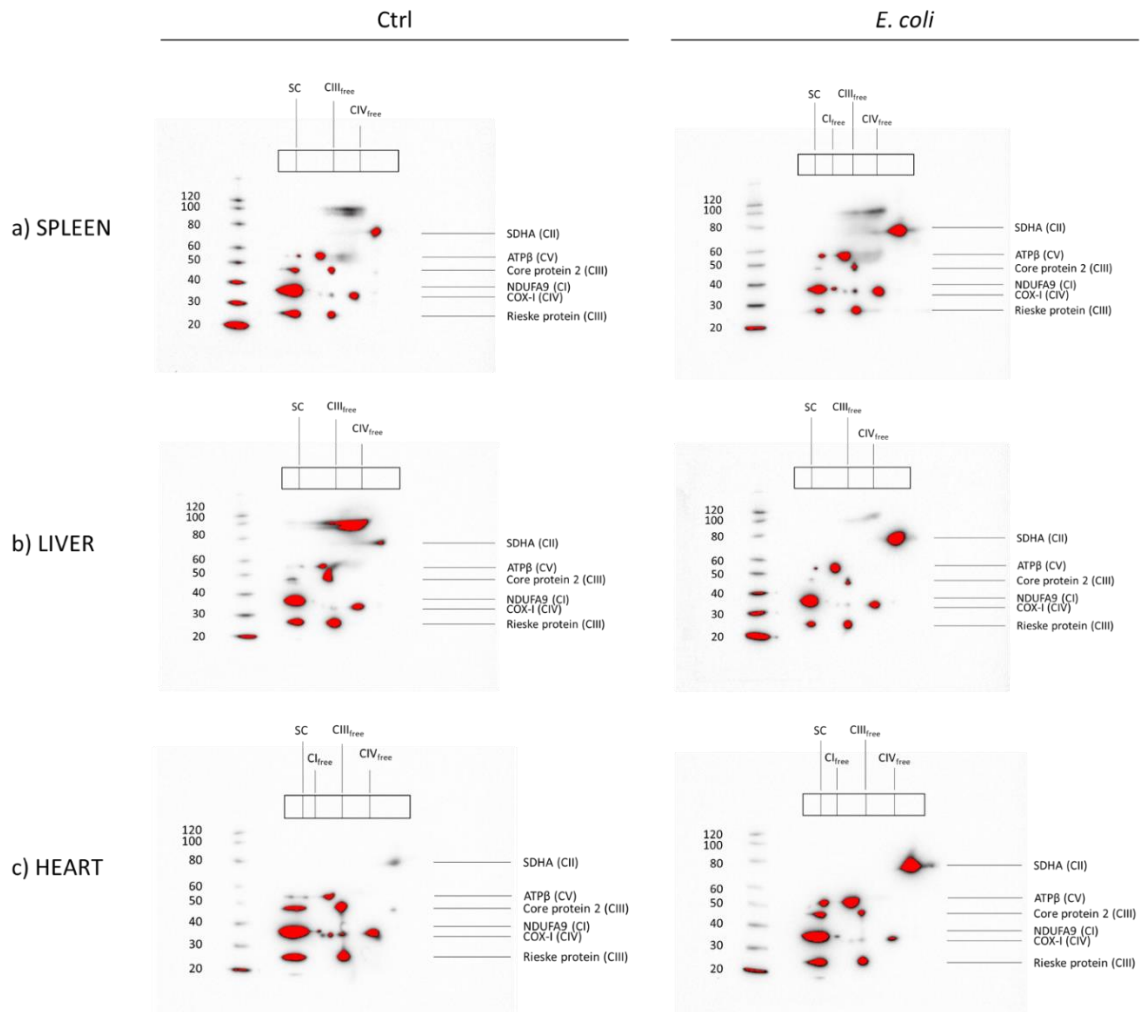 Ctrl
E. coli
a) SPLEEN
SC
CIIIfree
CIVfree
120
100
80
60
50
40
30
20
SDHA (CII)
ATPβ (CV)
Core protein 2 (CIII)
NDUFA9 (CI)
COX-I (CIV)
Rieske protein (CIII)
SC
CIfree
CIIIfree
CIVfree
120
100
80
60
50
40
30
20
SDHA (CII)
ATPβ (CV)
Core protein 2 (CIII)
NDUFA9 (CI)
COX-I (CIV)
Rieske protein (CIII)
b) LIVER
SC
CIIIfree
CIVfree
120
100
80
60
50
40
30
20
SDHA (CII)
ATPβ (CV)
Core protein 2 (CIII)
NDUFA9 (CI)
COX-I (CIV)
Rieske protein (CIII)
SC
CIIIfree
CIVfree
120
100
80
60
50
40
30
20
SDHA (CII)
ATPβ (CV)
Core protein 2 (CIII)
NDUFA9 (CI)
COX-I (CIV)
Rieske protein (CIII)
c) HEART
SC
CIfree
CIIIfree
CIVfree
120
100
80
60
50
40
30
20
SDHA (CII)
ATPβ (CV)
Core protein 2 (CIII)
NDUFA9 (CI)
COX-I (CIV)
Rieske protein (CIII)
SC
CIfree
CIIIfree
CIVfree
120
100
80
60
50
40
30
20
SDHA (CII)
ATPβ (CV)
Core protein 2 (CIII)
NDUFA9 (CI)
COX-I (CIV)
Rieske protein (CIII)